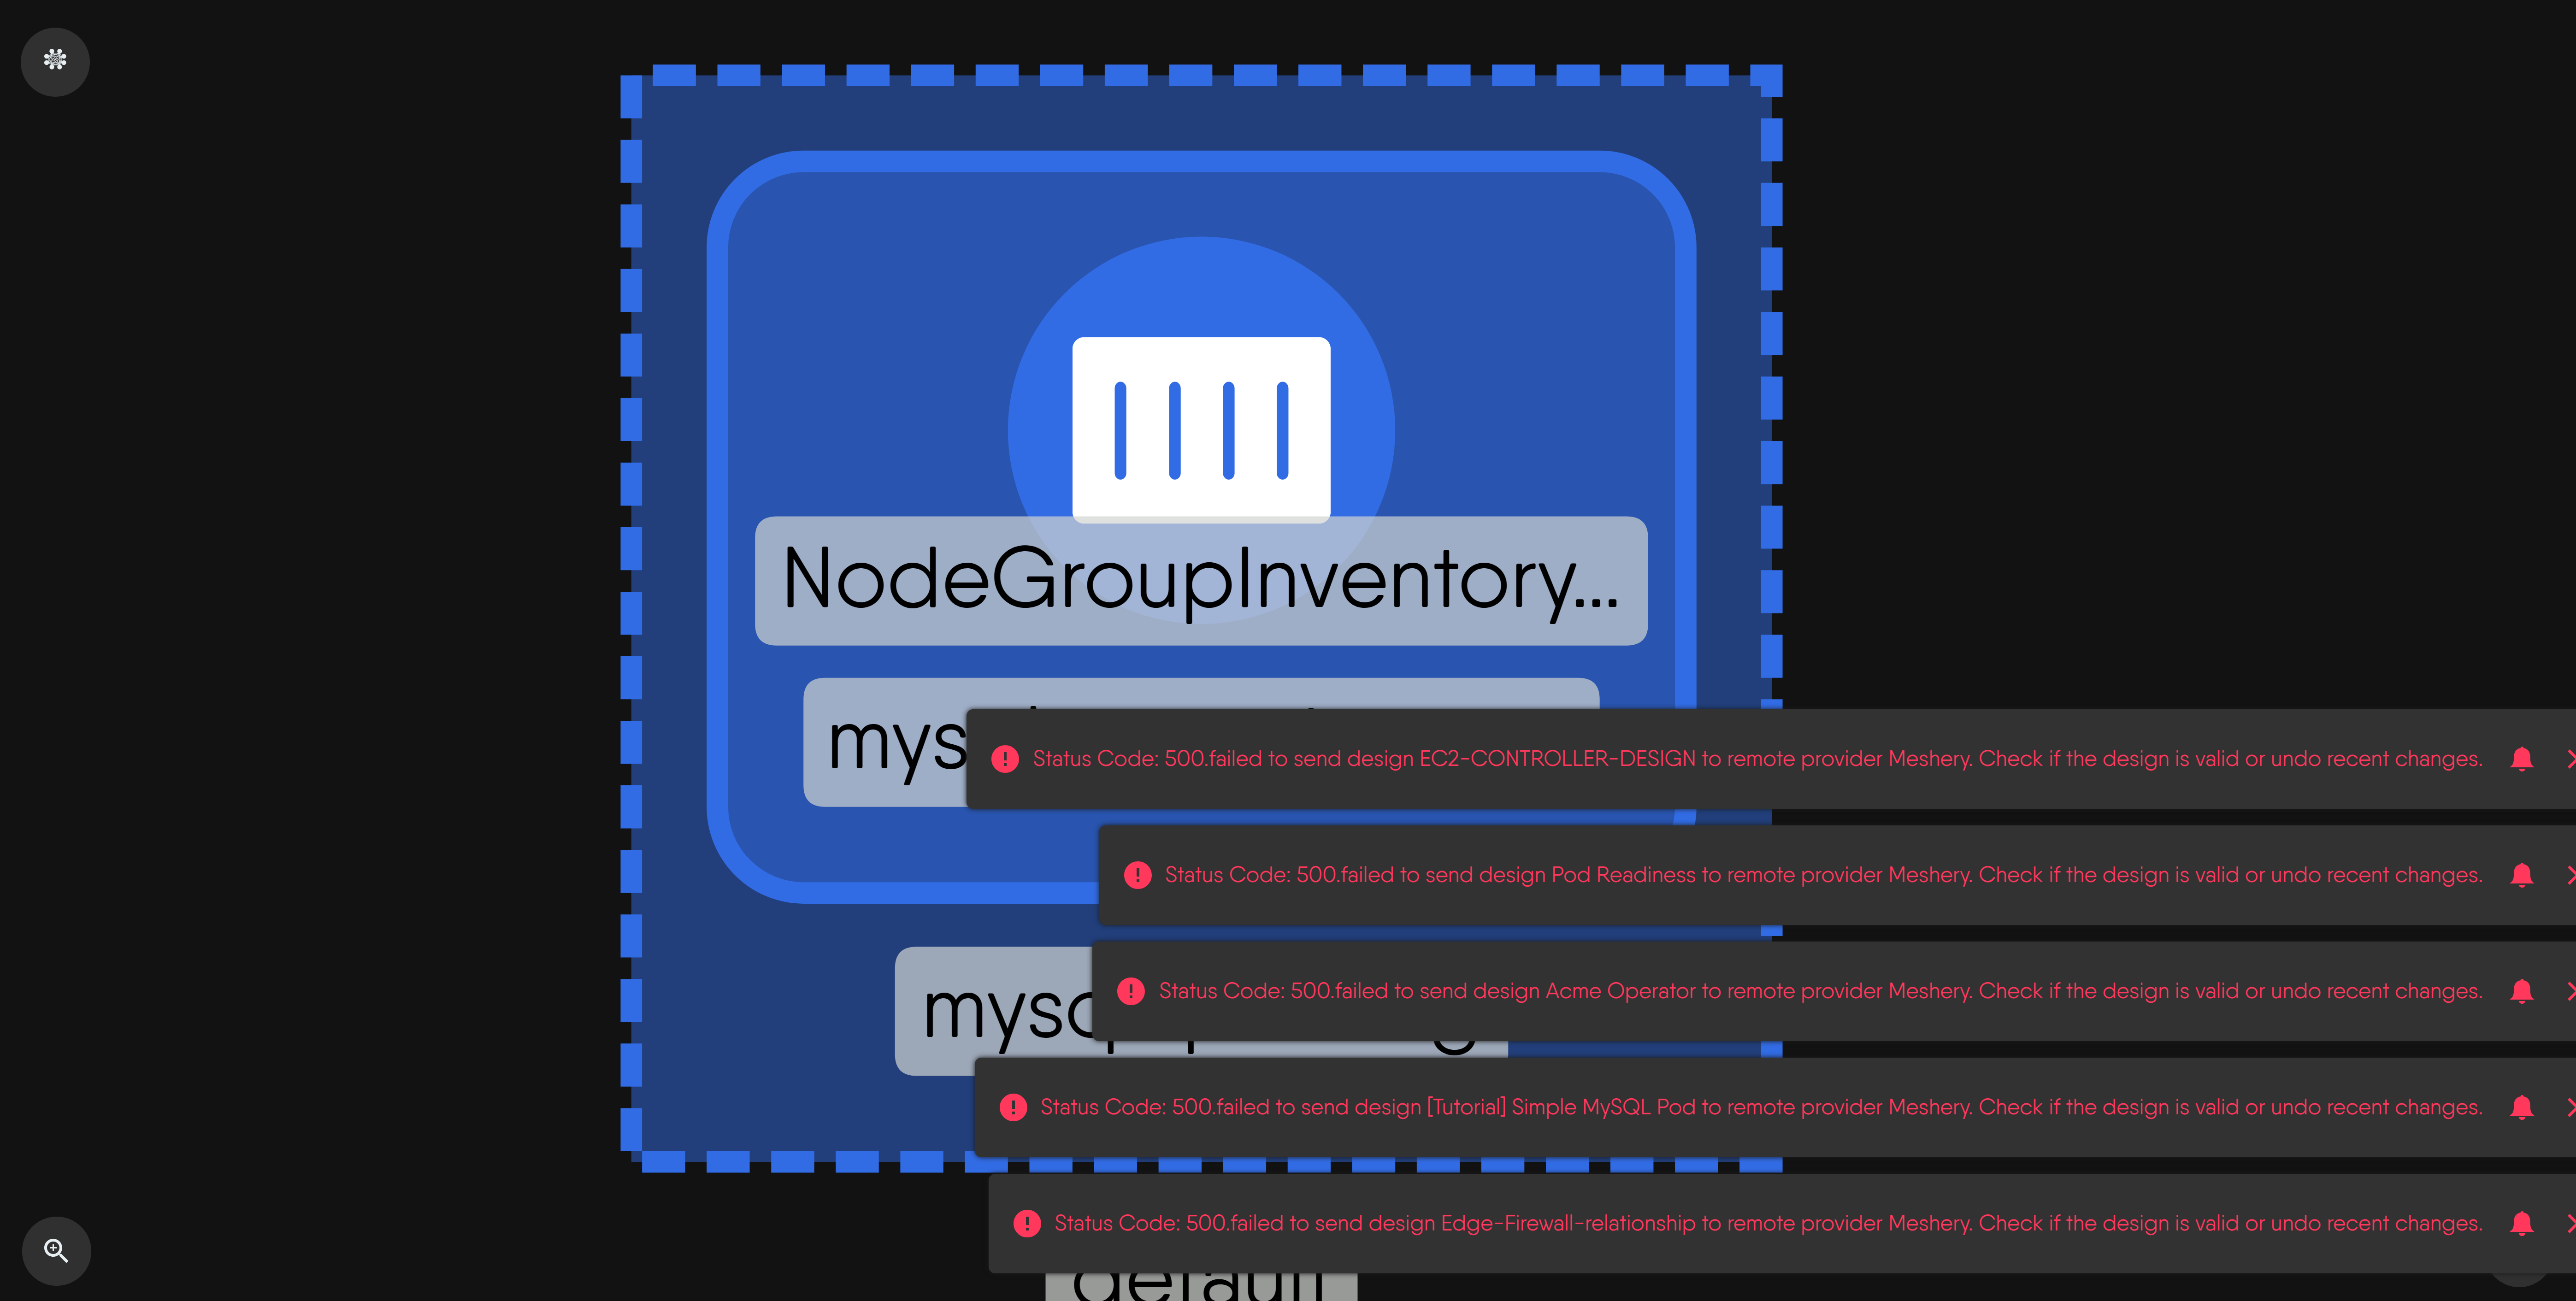 NodeGroupInventory...
Status Code: 500.failed to send design EC2-CONTROLLER-DESIGN to remote provider Meshery. Check if the design is valid or undo recent changes.
Status Code: 500.failed to send design Pod Readiness to remote provider Meshery. Check if the design is valid or undo recent changes.
Status Code: 500.failed to send design Acme Operator to remote provider Meshery. Check if the design is valid or undo recent changes.
Status Code: 500.failed to send design [Tutorial] Simple MySQL Pod to remote provider Meshery. Check if the design is valid or undo recent changes.
Status Code: 500.failed to send design Edge-Firewall-relationship to remote provider Meshery. Check if the design is valid or undo recent changes.
default